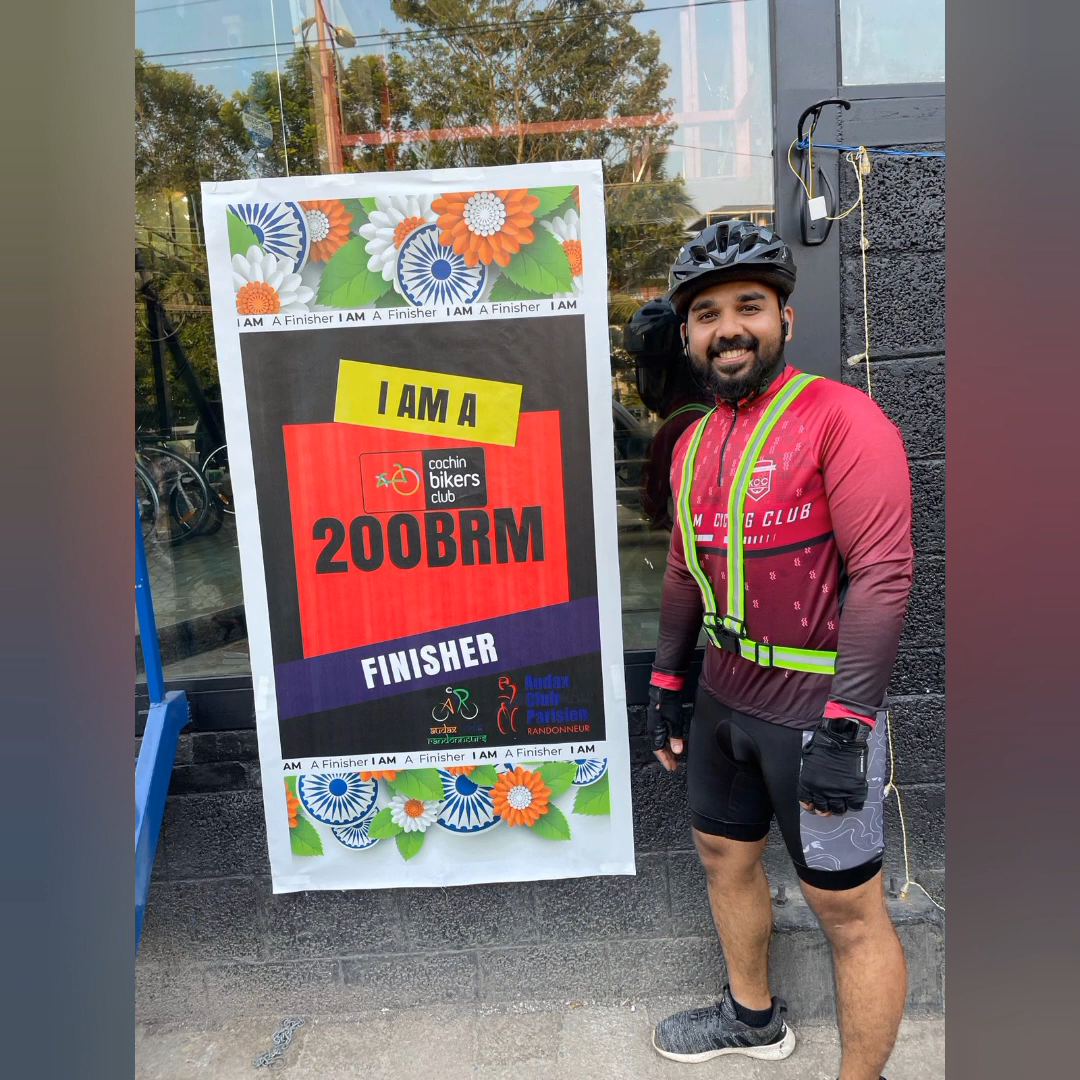 I AM A Finisher I AM A Finisher I AM A Finisher I AM
I AM A
cochin
bikers
club
200BRM
FINISHER
audax
randonneurs
Audax
Club
Parisien
RANDONNEUR
AM A Finisher I AM A Finisher I AM A Finisher I AM
KCC
M CYCLING CLUB